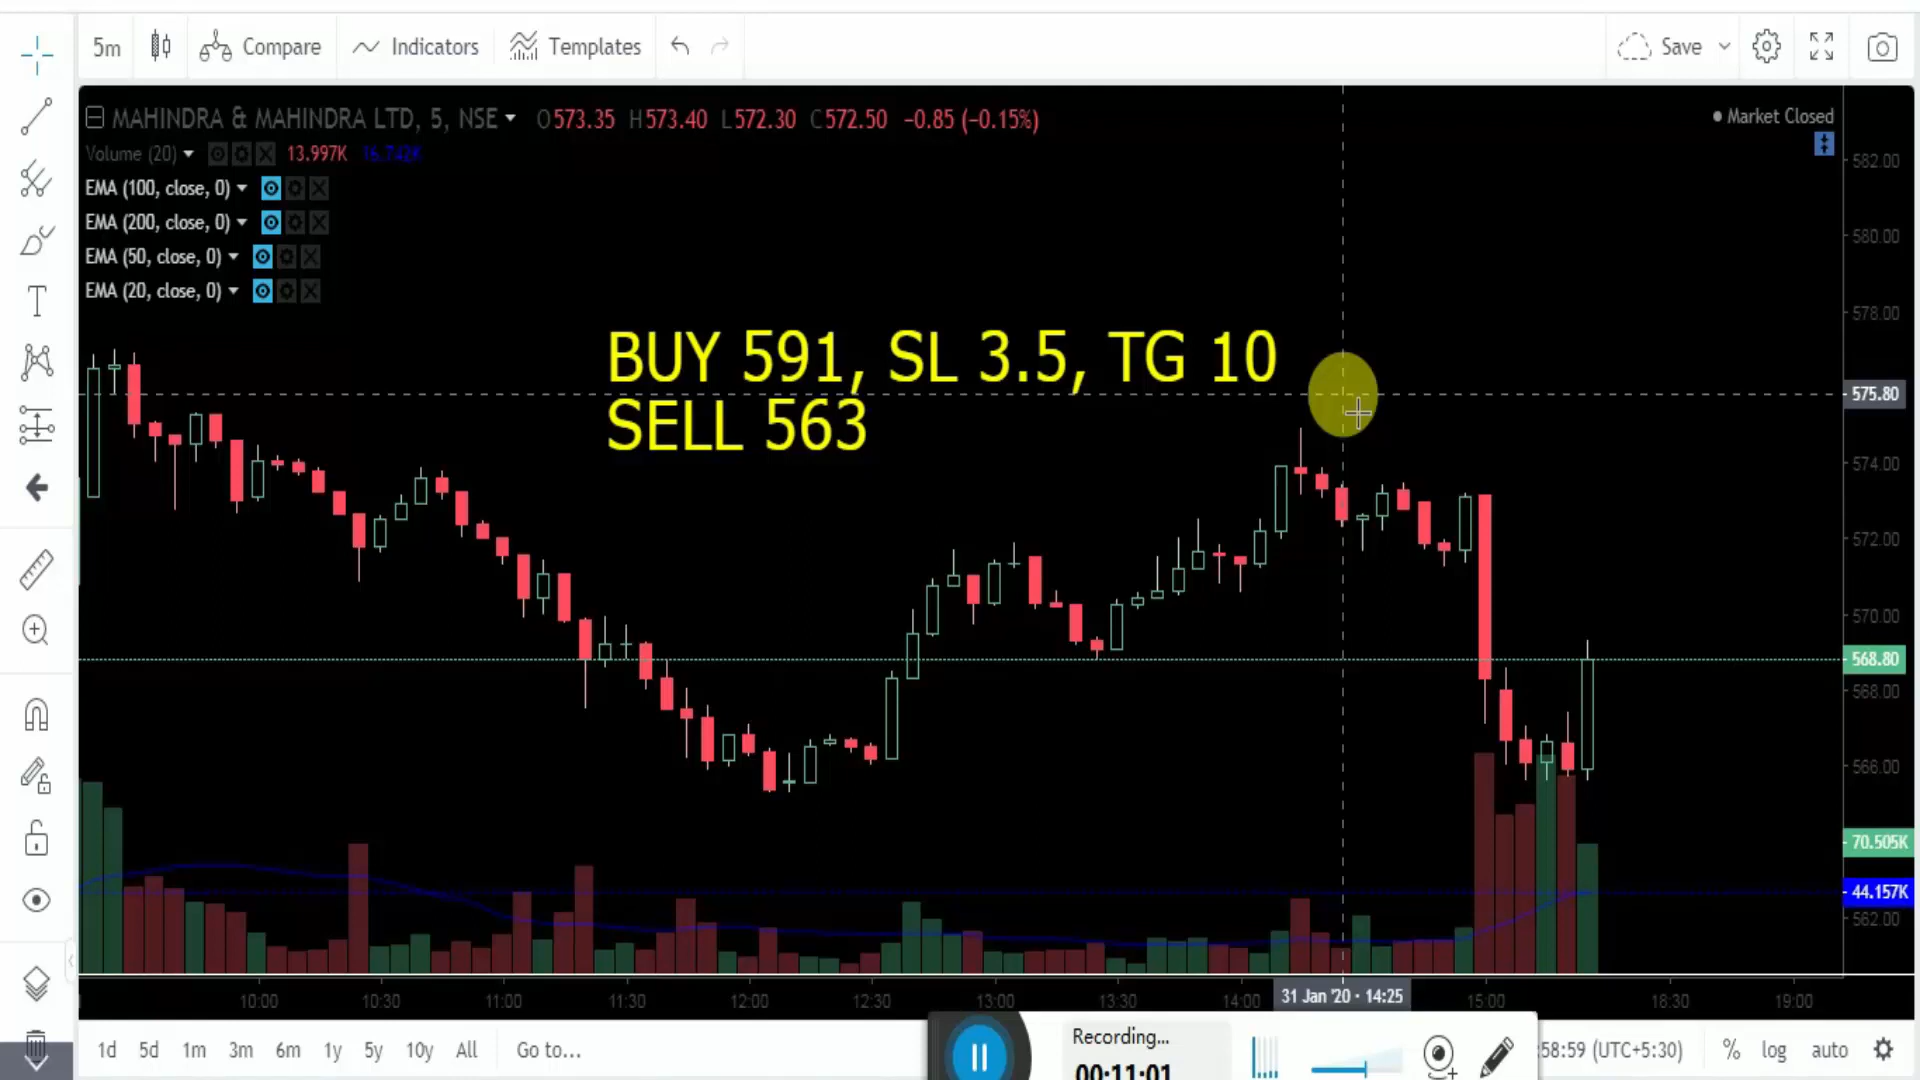 5m Compare Indicators Templates Save
MAHINDRA & MAHINDRA LTD, 5, NSE O573.35 H573.40 L572.30 C572.50 −0.85 (−0.15%)
Market Closed
Volume (20) 13.997K 16.742K
EMA (100, close, 0)
EMA (200, close, 0)
EMA (50, close, 0)
EMA (20, close, 0)
BUY 591, SL 3.5, TG 10
SELL 563
582.00
580.00
578.00
575.80
574.00
572.00
570.00
568.80
568.00
566.00
70.505K
44.157K
562.00
10:00 10:30 11:00 11:30 12:00 12:30 13:00 13:30 14:00 31 Jan '20 · 14:25 15:00 18:30 19:00
1d 5d 1m 3m 6m 1y 5y 10y All Go to... :58:59 (UTC+5:30) % log auto
Recording...
00:11:01